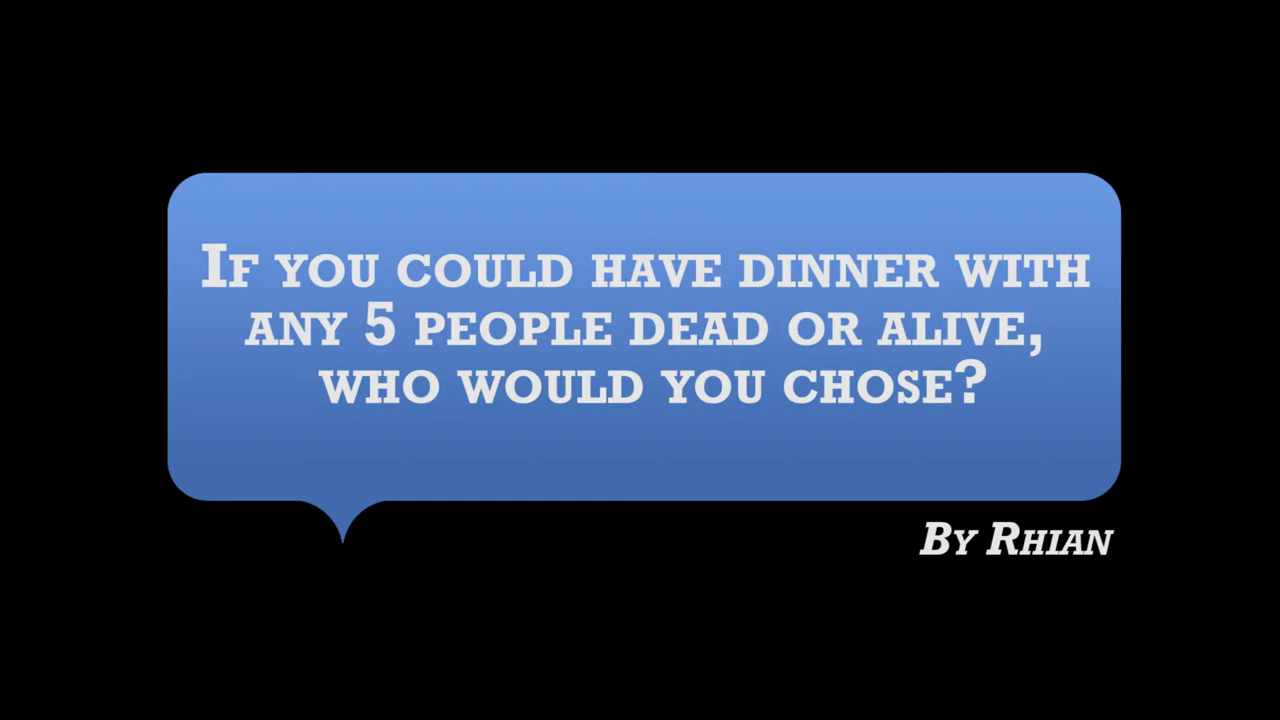 If you could have dinner with
any 5 people dead or alive,
who would you chose?
By Rhian